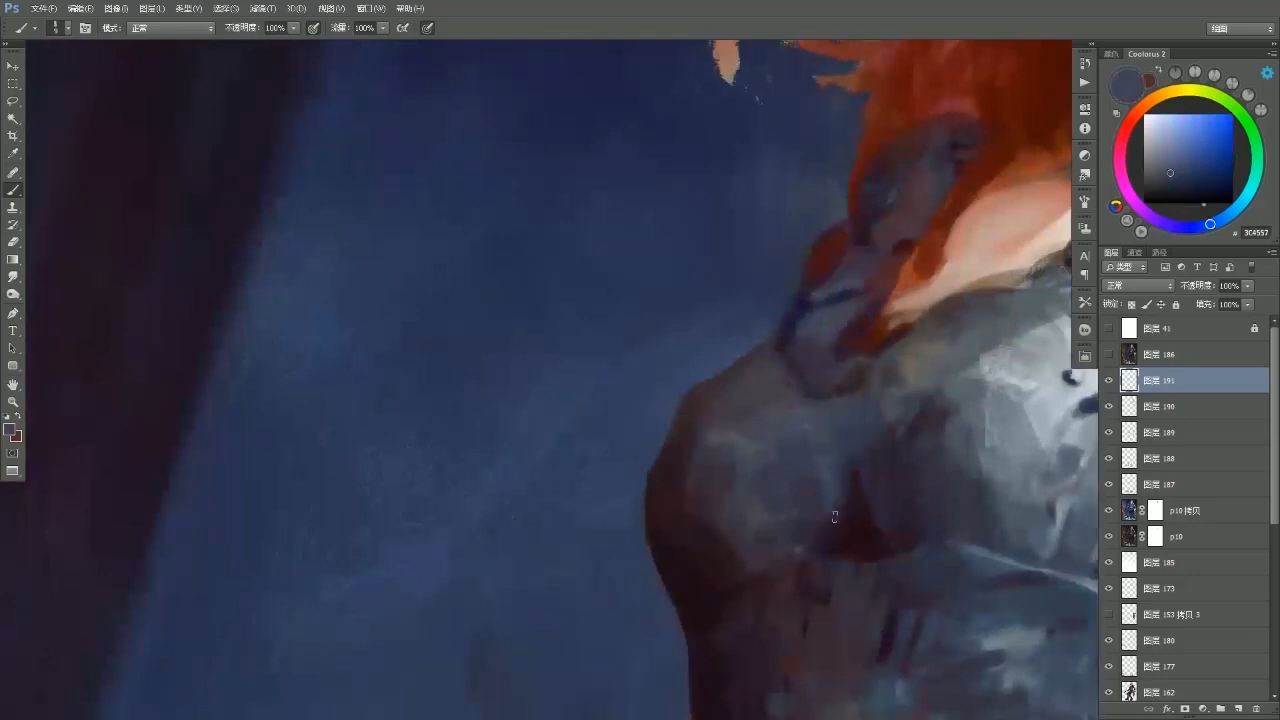 Ps 文件(F) 编辑(E) 图像(I) 图层(L) 类型(Y) 选择(S) 滤镜(T) 3D(D) 视图(V) 窗口(W) 帮助(H)
模式: 正常 不透明度: 100% 流量: 100% 绘画
颜色 Coolorus 2
# 3C4557
图层 通道 路径
类型
正常 不透明度: 100%
锁定: 填充: 100%
图层 41
图层 186
图层 191
图层 190
图层 189
图层 188
图层 187
p10 拷贝
p10
图层 185
图层 173
图层 153 拷贝 3
图层 180
图层 177
图层 162